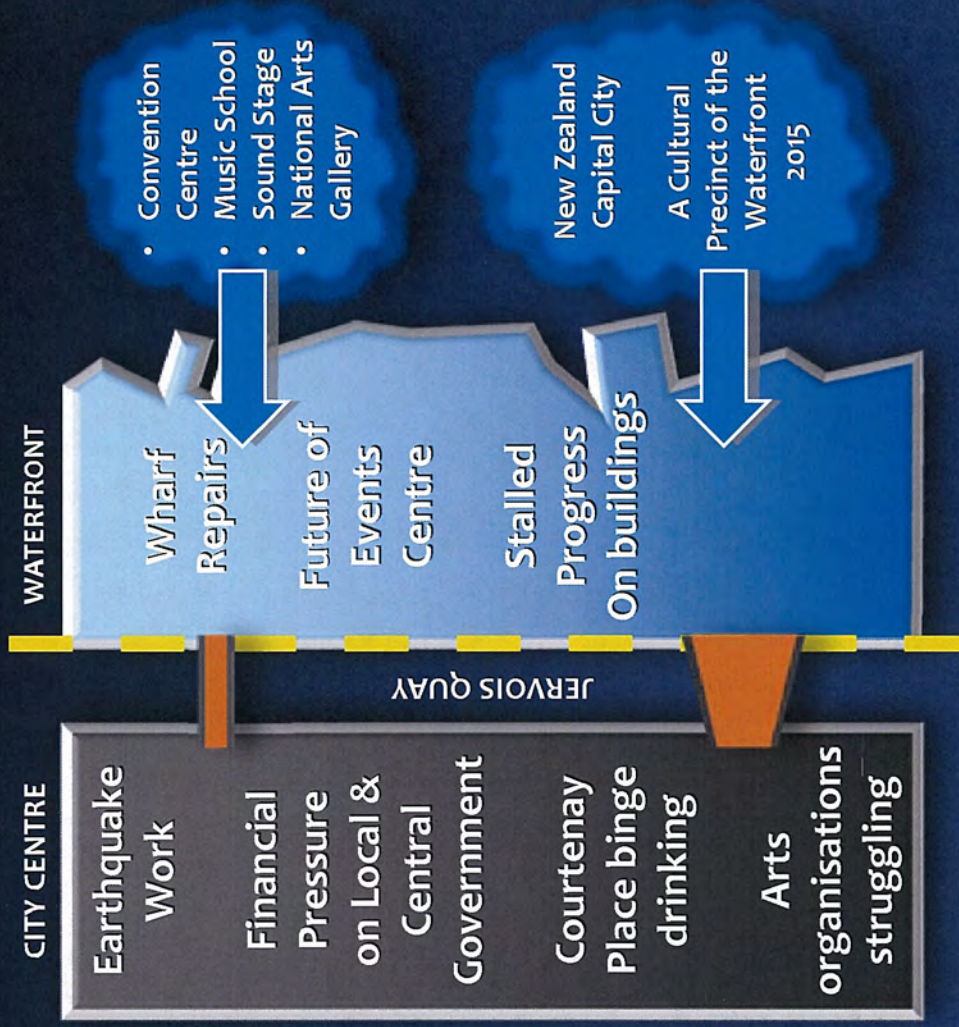 CITY CENTRE
Earthquake
Work
Financial
Pressure
on Local &
Central
Government
Courtenay
Place binge
drinking
Arts
organisations
struggling
JERVOIS QUAY
WATERFRONT
Wharf
Repairs
Future of
Events
Centre
Stalled
Progress
On buildings
• Convention
Centre
• Music School
• Sound Stage
• National Arts
Gallery
New Zealand
Capital City
A Cultural
Precinct of the
Waterfront
2015